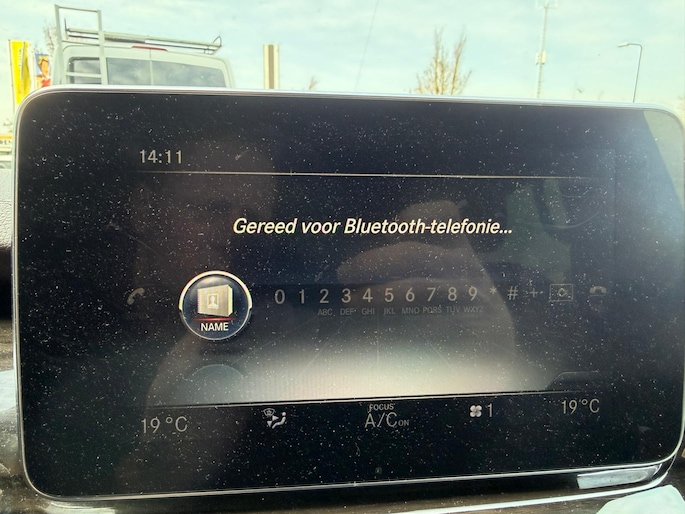 14:11
Gereed voor Bluetooth-telefonie...
NAME
0 1 2 3 4 5 6 7 8 9 * # +
ABC DEF GHI JKL MNO PQRS TUV WXYZ
19 °C
FOCUS
A/C ON
1
19 °C